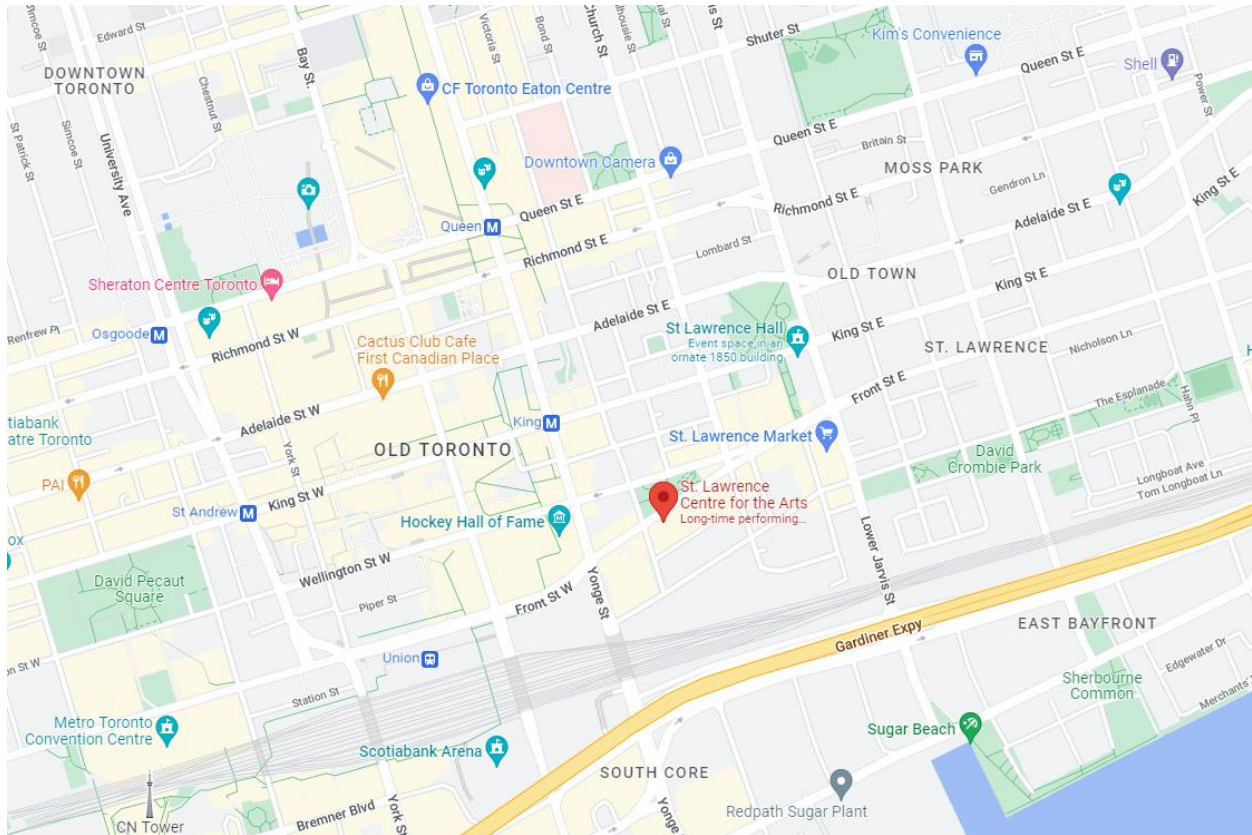 Edward St
DOWNTOWN
TORONTO
Simcoe St
Simcoe St
St Patrick St
Chestnut St
University Ave
Bay St.
Victoria St
Bond St
Church St
Shuter St
CF Toronto Eaton Centre
Kim's Convenience
Queen St E
Shell
Power St
Downtown Camera
Queen St E
Britain St
MOSS PARK
Gendron Ln
King St E
Adelaide St E
Richmond St E
Queen St E
Queen
Richmond St E
Lombard St
OLD TOWN
King St E
Sheraton Centre Toronto
Renfrew Pl
Osgoode
Richmond St W
Adelaide St E
Cactus Club Cafe
First Canadian Place
St Lawrence Hall
Event space in an
ornate 1850 building
King St E
ST. LAWRENCE
Nicholson Ln
Front St E
The Esplanade
Hahn Pl
tiabank
atre Toronto
Adelaide St W
York St
King
OLD TORONTO
St. Lawrence Market
David
Crombie Park
Longboat Ave
Tom Longboat Ln
PAI
King St W
St Andrew
Hockey Hall of Fame
St. Lawrence
Centre for the Arts
Long-time performing...
Lower Jarvis St
ox
David Pecaut
Square
Wellington St W
Piper St
Front St W
Yonge St
Gardiner Expy
EAST BAYFRONT
on St W
Union
Station St
Edgewater Dr
Sherbourne
Common
Merchants'
Metro Toronto
Convention Centre
Scotiabank Arena
Sugar Beach
SOUTH CORE
Redpath Sugar Plant
CN Tower
Bremner Blvd
York St
Yonge